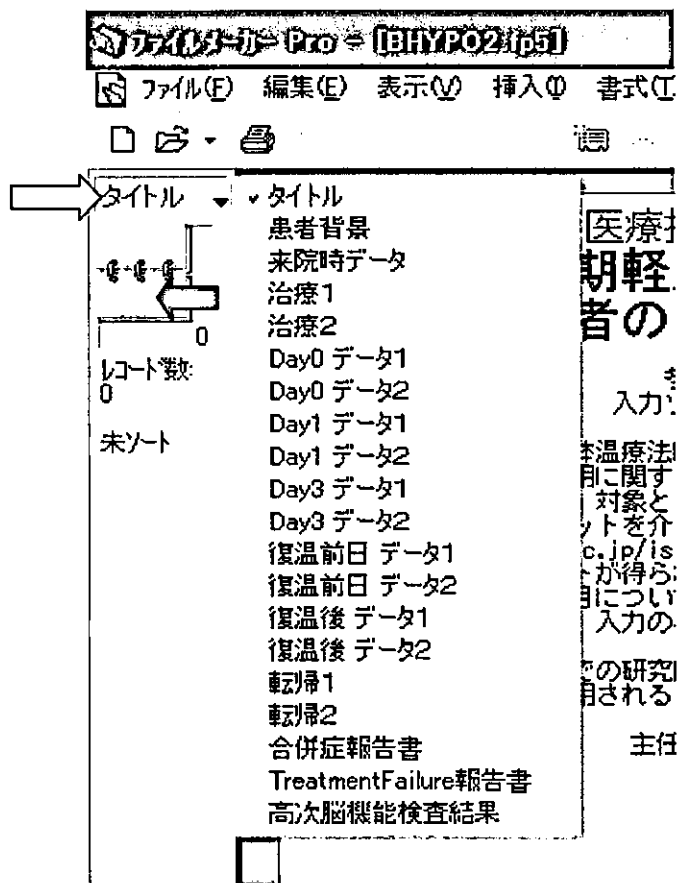 ファイルメーカー Pro - [BHYPO2.fp5]
ファイル(F) 編集(E) 表示(V) 挿入(I) 書式(T
タイトル
タイトル
患者背景
来院時データ
治療1
治療2
Day0 データ1
Day0 データ2
Day1 データ1
Day1 データ2
Day3 データ1
Day3 データ2
復温前日 データ1
復温前日 データ2
復温後 データ1
復温後 データ2
転帰1
転帰2
合併症報告書
TreatmentFailure報告書
高次脳機能検査結果
0
レコード数:
0
未ソート
医療
期軽
者の
入力
体温療法
用に関す
対象と
ットを介
c.jp/is
トが得ら
用につい
入力の
での研究
用される
主任